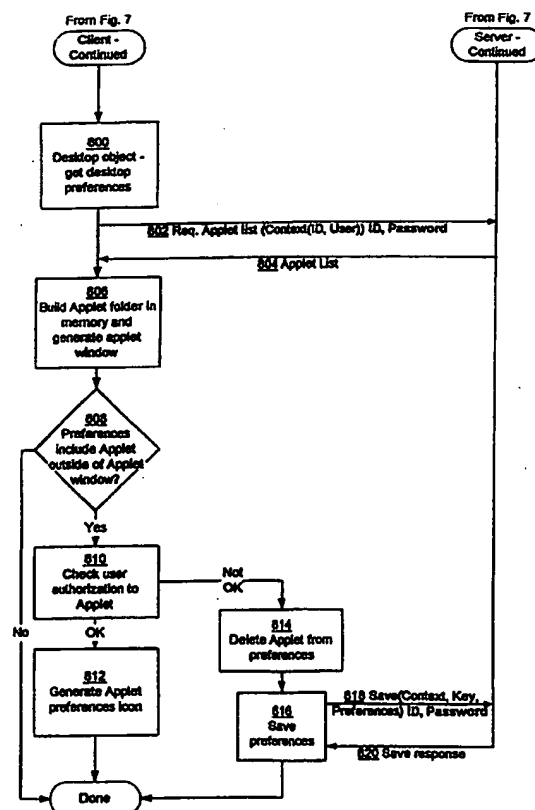 From Fig. 7
Client -
Continued
From Fig. 7
Server -
Continued
800
Desktop object -
get desktop
preferences
802 Req. Applet list (Context(ID, User)) ID, Password
804 Applet List
806
Build Applet folder in
memory and
generate applet
window
808
Preferences
include Applet
outside of Applet
window?
Yes
No
810
Check user
authorization to
Applet
Not
OK
OK
814
Delete Applet from
preferences
812
Generate Applet
preferences icon
816
Save
preferences
818 Save(Context, Key,
Preferences) ID, Password
820 Save response
Done